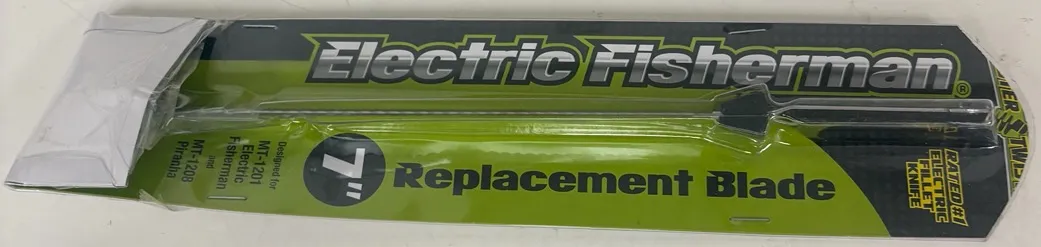 Electric Fisherman®
7" Replacement Blade
Designed for
MT-1201
Electric
Fisherman
and
MT-1208
Piranha
RATED #1
ELECTRIC
FILLET
KNIFE